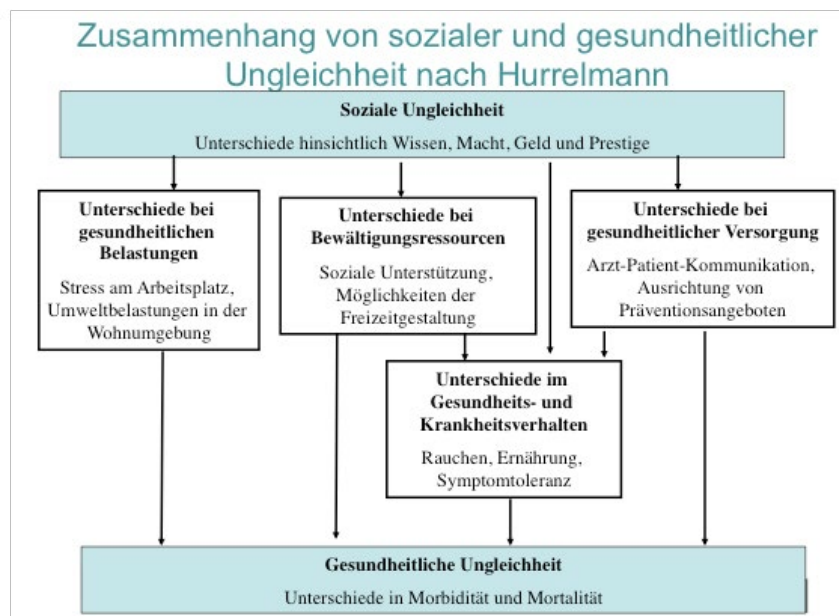 Zusammenhang von sozialer und gesundheitlicher
Ungleichheit nach Hurrelmann
Soziale Ungleichheit
Unterschiede hinsichtlich Wissen, Macht, Geld und Prestige
Unterschiede bei
gesundheitlichen
Belastungen
Stress am Arbeitsplatz,
Umweltbelastungen in der
Wohnumgebung
Unterschiede bei
Bewältigungsressourcen
Soziale Unterstützung,
Möglichkeiten der
Freizeitgestaltung
Unterschiede bei
gesundheitlicher Versorgung
Arzt-Patient-Kommunikation,
Ausrichtung von
Präventionsangeboten
Unterschiede im
Gesundheits- und
Krankheitsverhalten
Rauchen, Ernährung,
Symptomtoleranz
Gesundheitliche Ungleichheit
Unterschiede in Morbidität und Mortalität